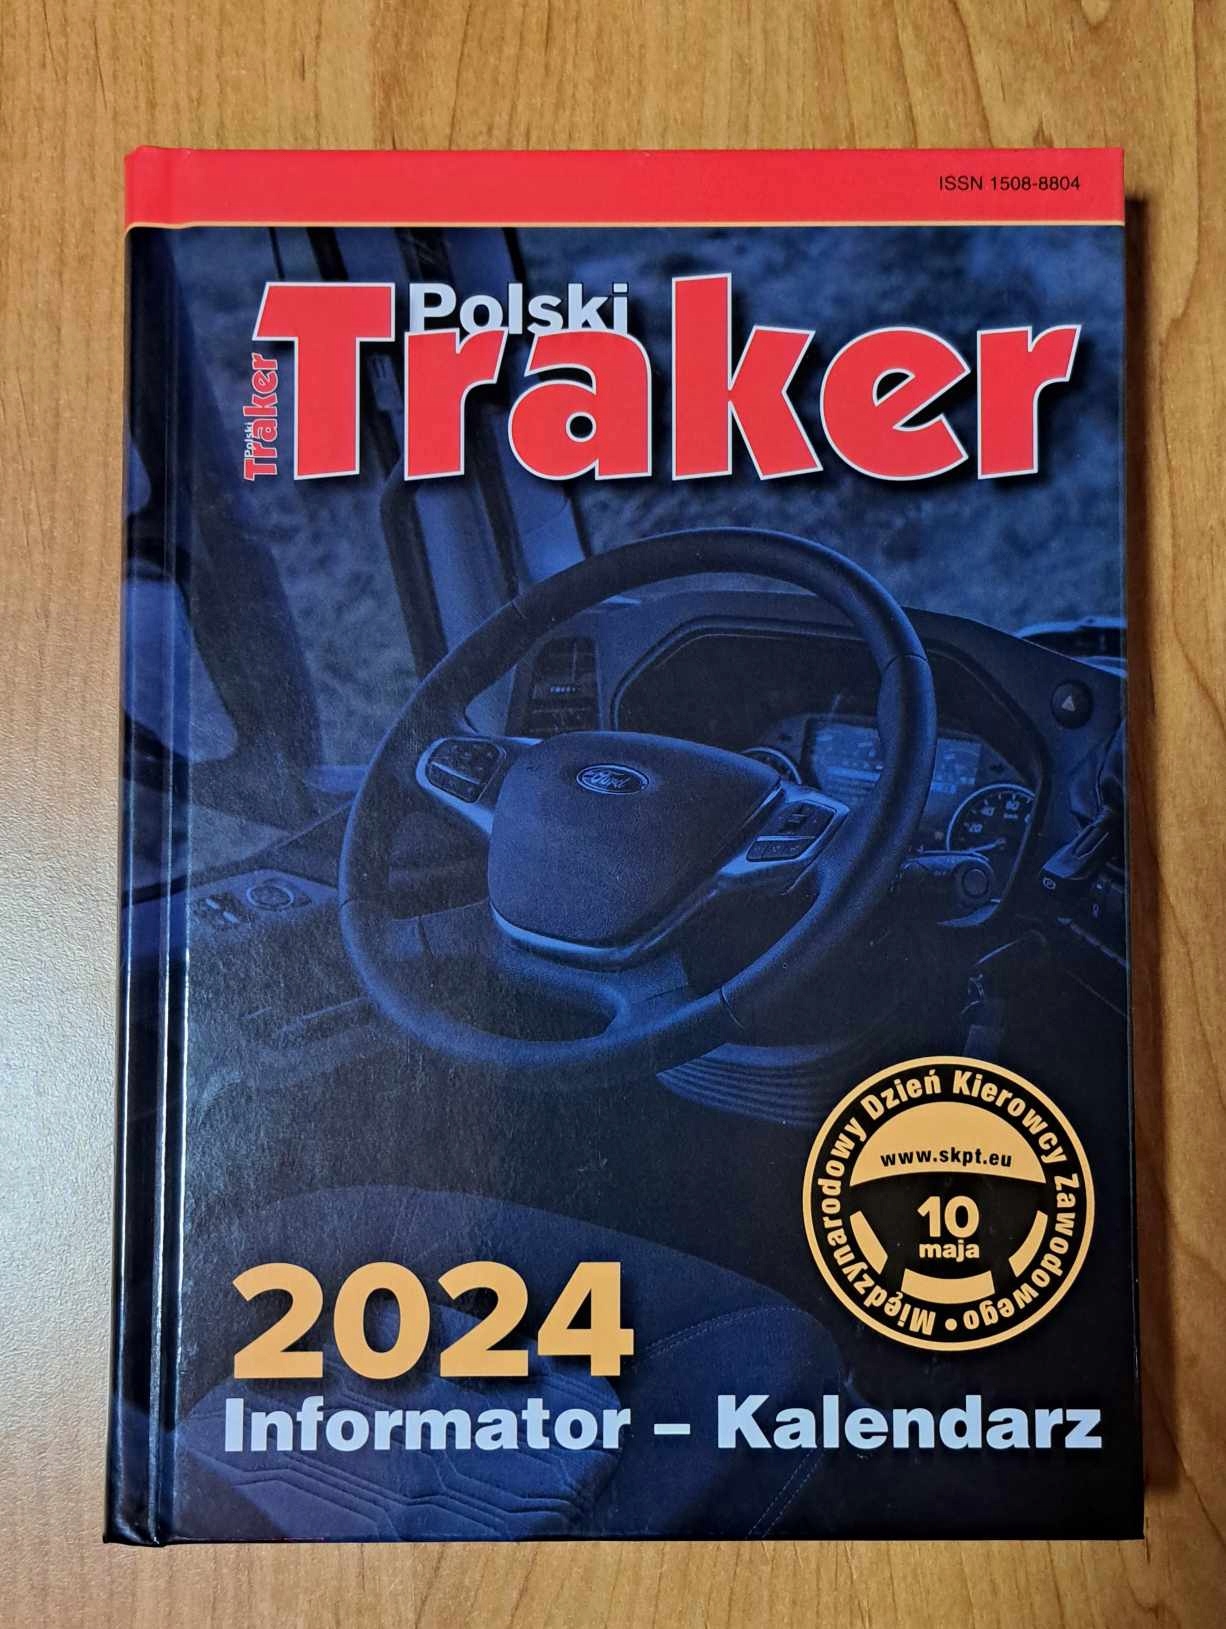 ISSN 1508-8804
Polski
Traker
Polski
Traker
Ford
Międzynarodowy Dzień Kierowcy Zawodowego •
www.skpt.eu
10
maja
2024
Informator – Kalendarz